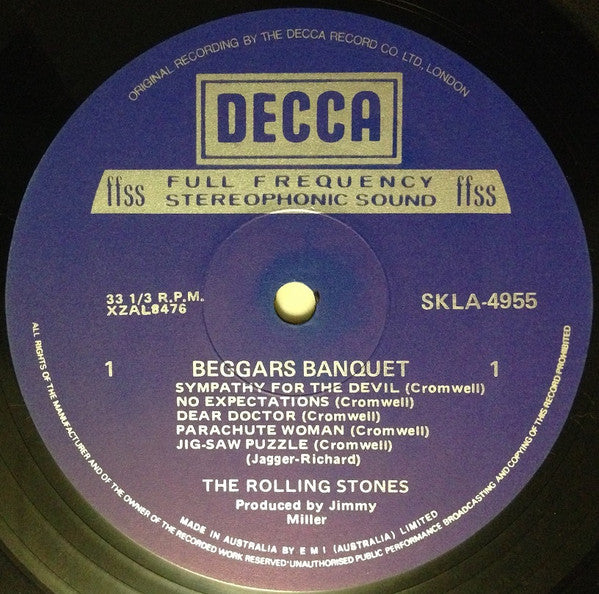 ORIGINAL RECORDING BY THE DECCA RECORD CO. LTD., LONDON
DECCA
ffss FULL FREQUENCY STEREOPHONIC SOUND ffss
33 1/3 R.P.M.
XZAL8476
SKLA-4955
1 BEGGARS BANQUET 1
SYMPATHY FOR THE DEVIL (Cromwell)
NO EXPECTATIONS (Cromwell)
DEAR DOCTOR (Cromwell)
PARACHUTE WOMAN (Cromwell)
JIG-SAW PUZZLE (Cromwell)
(Jagger-Richard)
THE ROLLING STONES
Produced by Jimmy
Miller
MADE IN AUSTRALIA BY E M I (AUSTRALIA) LIMITED
ALL RIGHTS OF THE MANUFACTURER AND OF THE OWNER OF THE RECORDED WORK RESERVED·UNAUTHORISED PUBLIC PERFORMANCE BROADCASTING AND COPYING OF THIS RECORD PROHIBITED